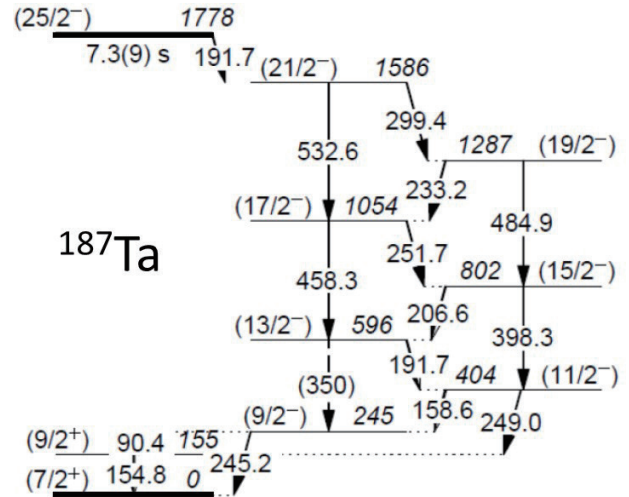 (25/2⁻) 1778
7.3(9) s 191.7 (21/2⁻) 1586
299.4
532.6 1287 (19/2⁻)
233.2
(17/2⁻) 1054 484.9
¹⁸⁷Ta 251.7
458.3 802 (15/2⁻)
206.6
(13/2⁻) 596 398.3
191.7
(350) 404 (11/2⁻)
(9/2⁻) 245 158.6 249.0
(9/2⁺) 90.4 155
(7/2⁺) 154.8 0 245.2